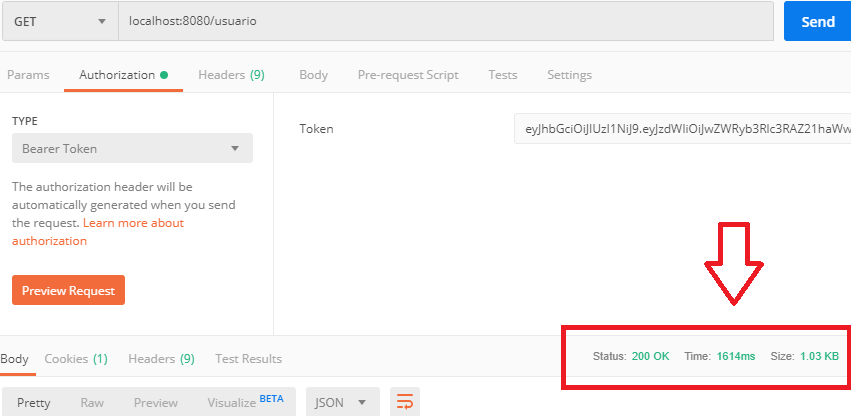 GET localhost:8080/usuario Send
Params Authorization Headers (9) Body Pre-request Script Tests Settings
TYPE
Bearer Token
The authorization header will be
automatically generated when you send
the request. Learn more about
authorization
Preview Request
Token
Body Cookies (1) Headers (9) Test Results
Status: 200 OK Time: 1614ms Size: 1.03 KB
Pretty Raw Preview Visualize BETA JSON